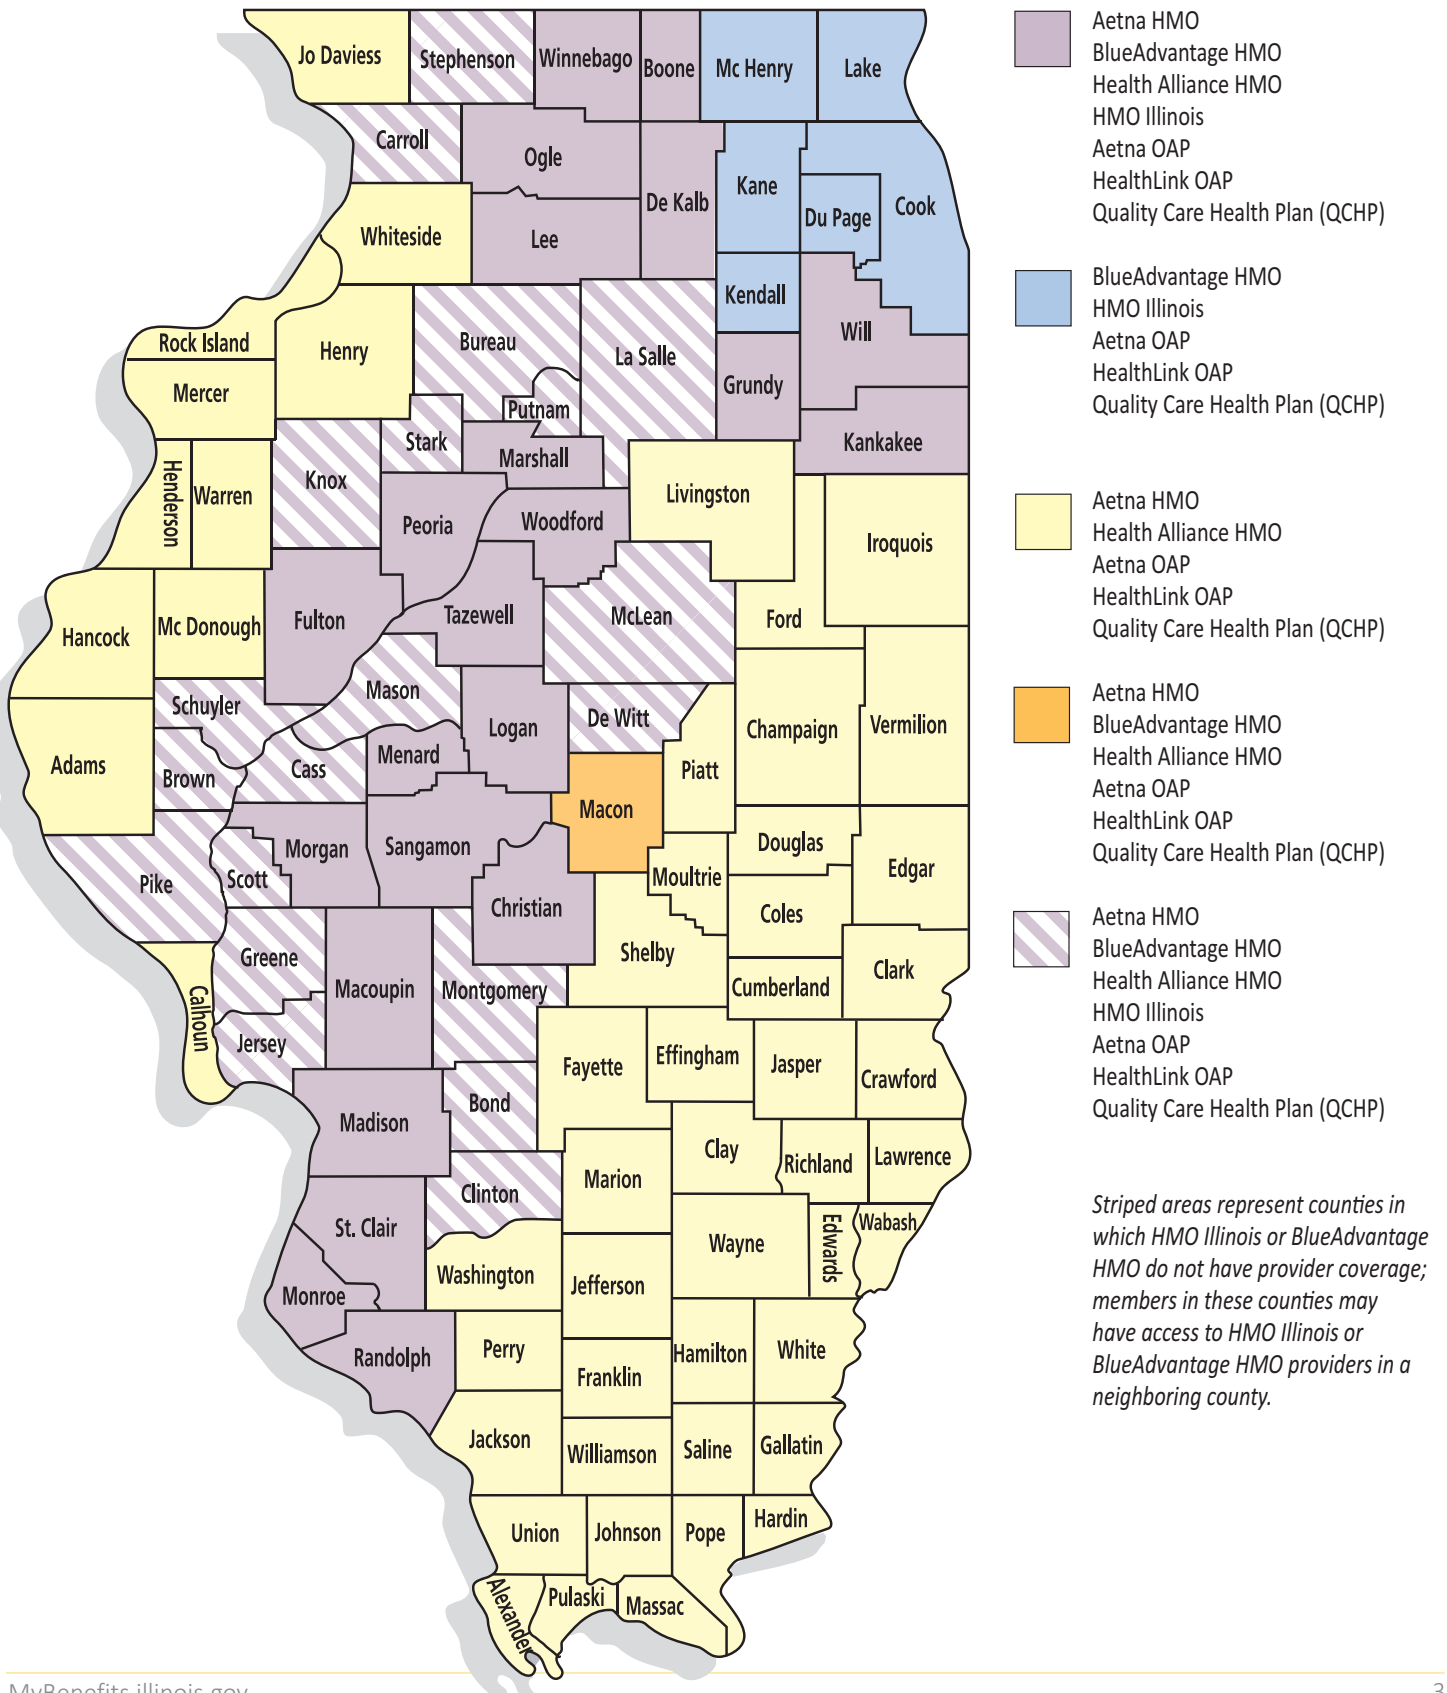 Jo Daviess
Stephenson
Winnebago
Boone
Mc Henry
Lake
Carroll
Ogle
De Kalb
Kane
Du Page
Cook
Whiteside
Lee
Kendall
Will
Rock Island
Henry
Bureau
La Salle
Grundy
Mercer
Putnam
Stark
Marshall
Kankakee
Henderson
Warren
Knox
Peoria
Woodford
Livingston
Iroquois
Hancock
Mc Donough
Fulton
Tazewell
McLean
Ford
Schuyler
Mason
Logan
De Witt
Champaign
Vermilion
Adams
Brown
Cass
Menard
Piatt
Macon
Pike
Scott
Morgan
Sangamon
Christian
Moultrie
Douglas
Edgar
Coles
Shelby
Greene
Macoupin
Montgomery
Cumberland
Clark
Calhoun
Jersey
Fayette
Effingham
Jasper
Crawford
Madison
Bond
Clay
Richland
Lawrence
Marion
Clinton
St. Clair
Wayne
Edwards
Wabash
Washington
Jefferson
Monroe
Randolph
Perry
Hamilton
White
Franklin
Jackson
Williamson
Saline
Gallatin
Union
Johnson
Pope
Hardin
Alexander
Pulaski
Massac
Aetna HMO
BlueAdvantage HMO
Health Alliance HMO
HMO Illinois
Aetna OAP
HealthLink OAP
Quality Care Health Plan (QCHP)
BlueAdvantage HMO
HMO Illinois
Aetna OAP
HealthLink OAP
Quality Care Health Plan (QCHP)
Aetna HMO
Health Alliance HMO
Aetna OAP
HealthLink OAP
Quality Care Health Plan (QCHP)
Aetna HMO
BlueAdvantage HMO
Health Alliance HMO
Aetna OAP
HealthLink OAP
Quality Care Health Plan (QCHP)
Aetna HMO
BlueAdvantage HMO
Health Alliance HMO
HMO Illinois
Aetna OAP
HealthLink OAP
Quality Care Health Plan (QCHP)
Striped areas represent counties in
which HMO Illinois or BlueAdvantage
HMO do not have provider coverage;
members in these counties may
have access to HMO Illinois or
BlueAdvantage HMO providers in a
neighboring county.
MyBenefits.illinois.gov
3